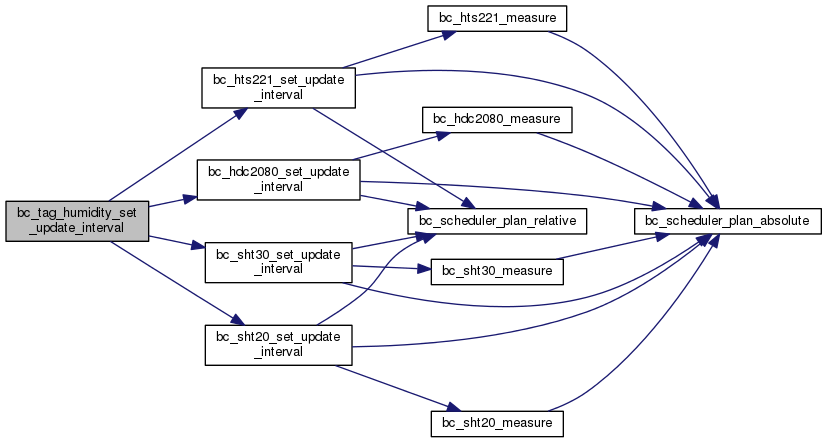 bc_hts221_measure
bc_hts221_set_update
_interval
bc_hdc2080_measure
bc_hdc2080_set_update
_interval
bc_tag_humidity_set
_update_interval
bc_scheduler_plan_relative
bc_scheduler_plan_absolute
bc_sht30_set_update
_interval
bc_sht30_measure
bc_sht20_set_update
_interval
bc_sht20_measure